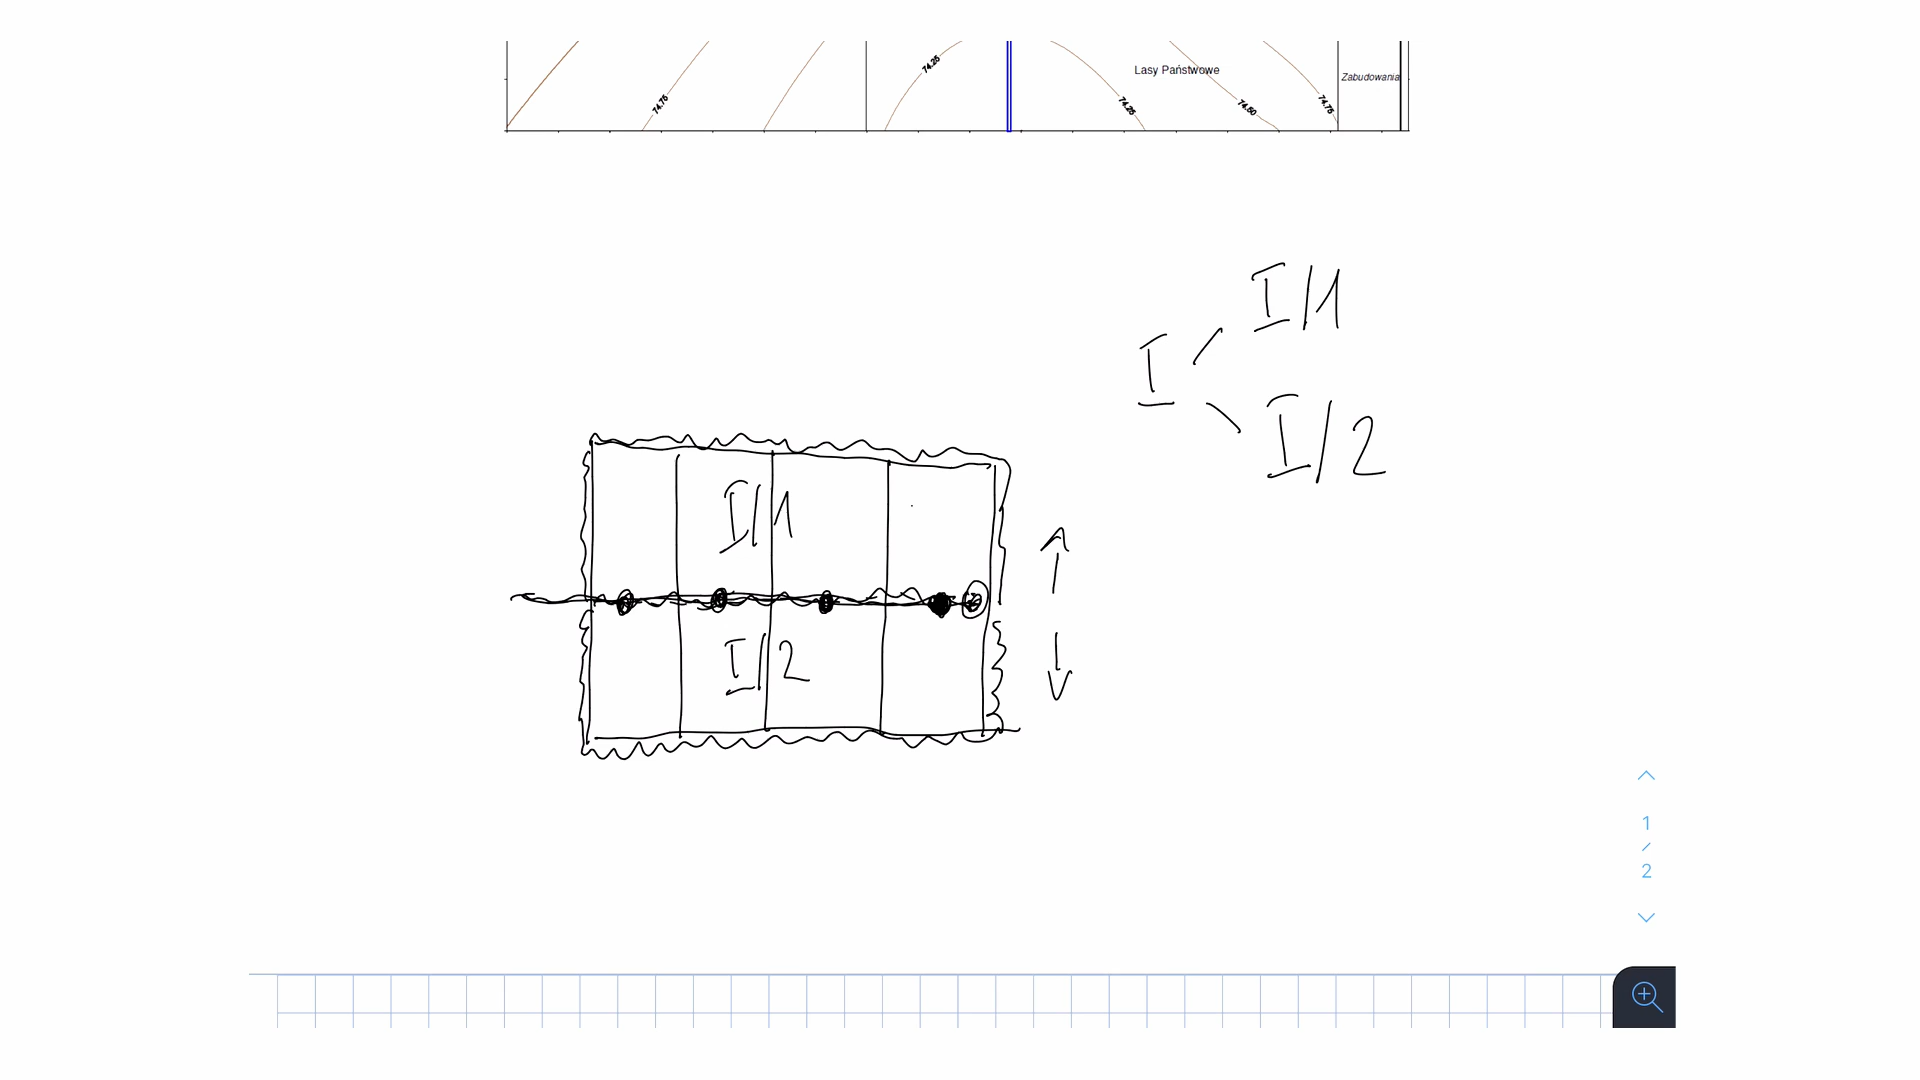 74.25
Lasy Państwowe
Zabudowania
74.75
74.25
74.50
74.75
I/1
I
I/2
I/1
I/2
1
/
2